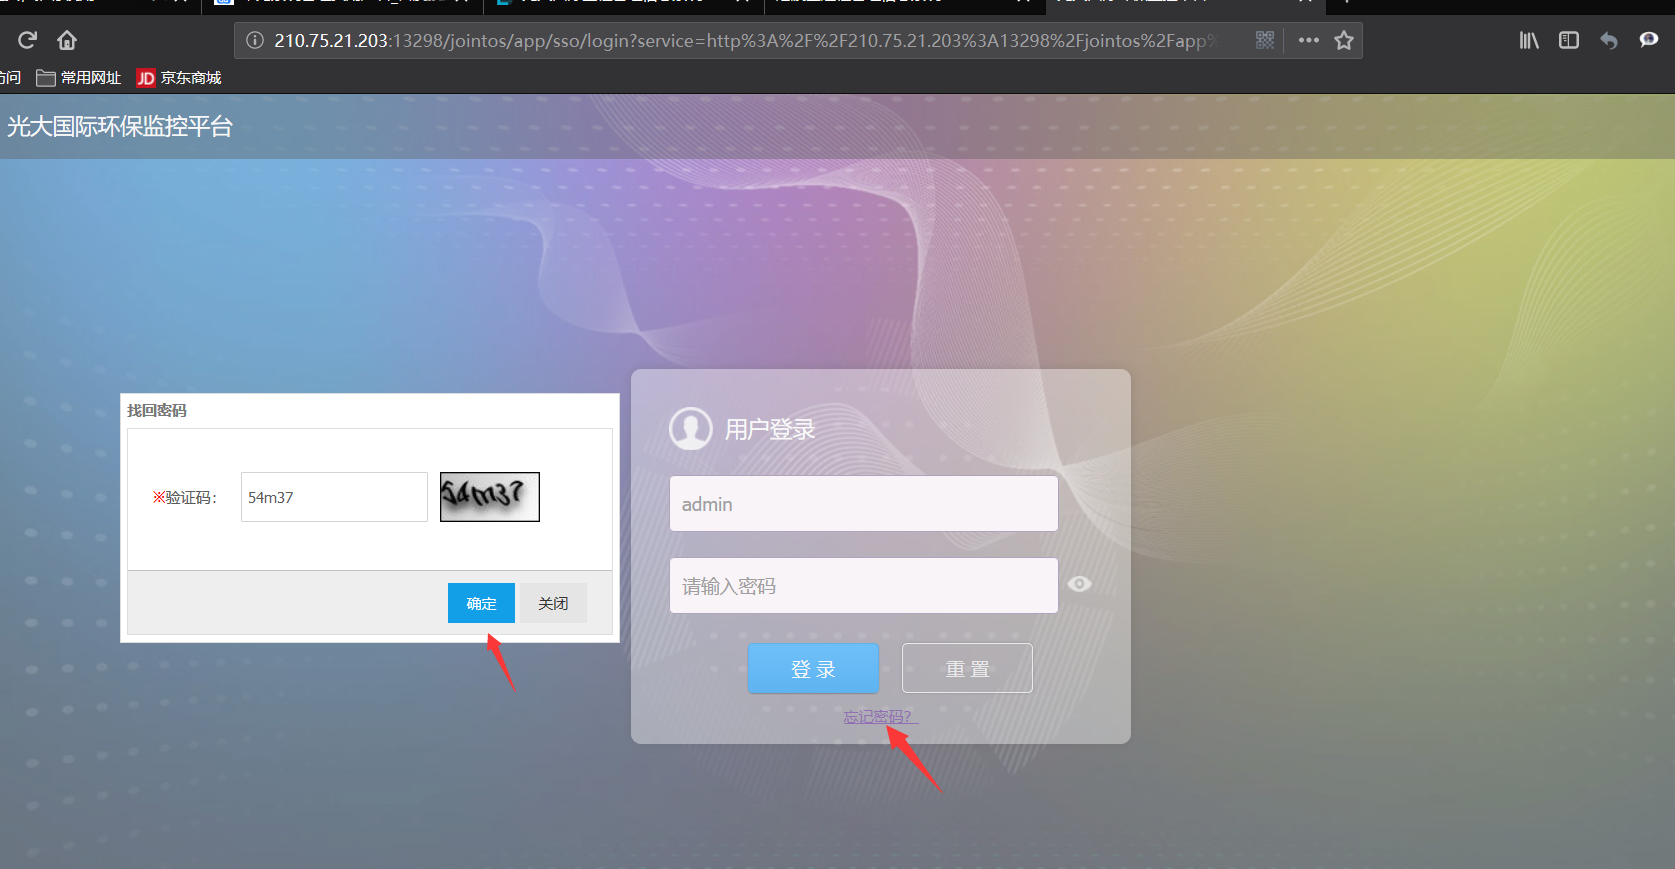 210.75.21.203:13298/jointos/app/sso/login?service=http%3A%2F%2F210.75.21.203%3A13298%2Fjointos%2Fapp%
访问 常用网址 JD 京东商城
光大国际环保监控平台
找回密码
※验证码： 54m37 54m37
确定 关闭
用户登录
admin
请输入密码
登 录 重 置
忘记密码?